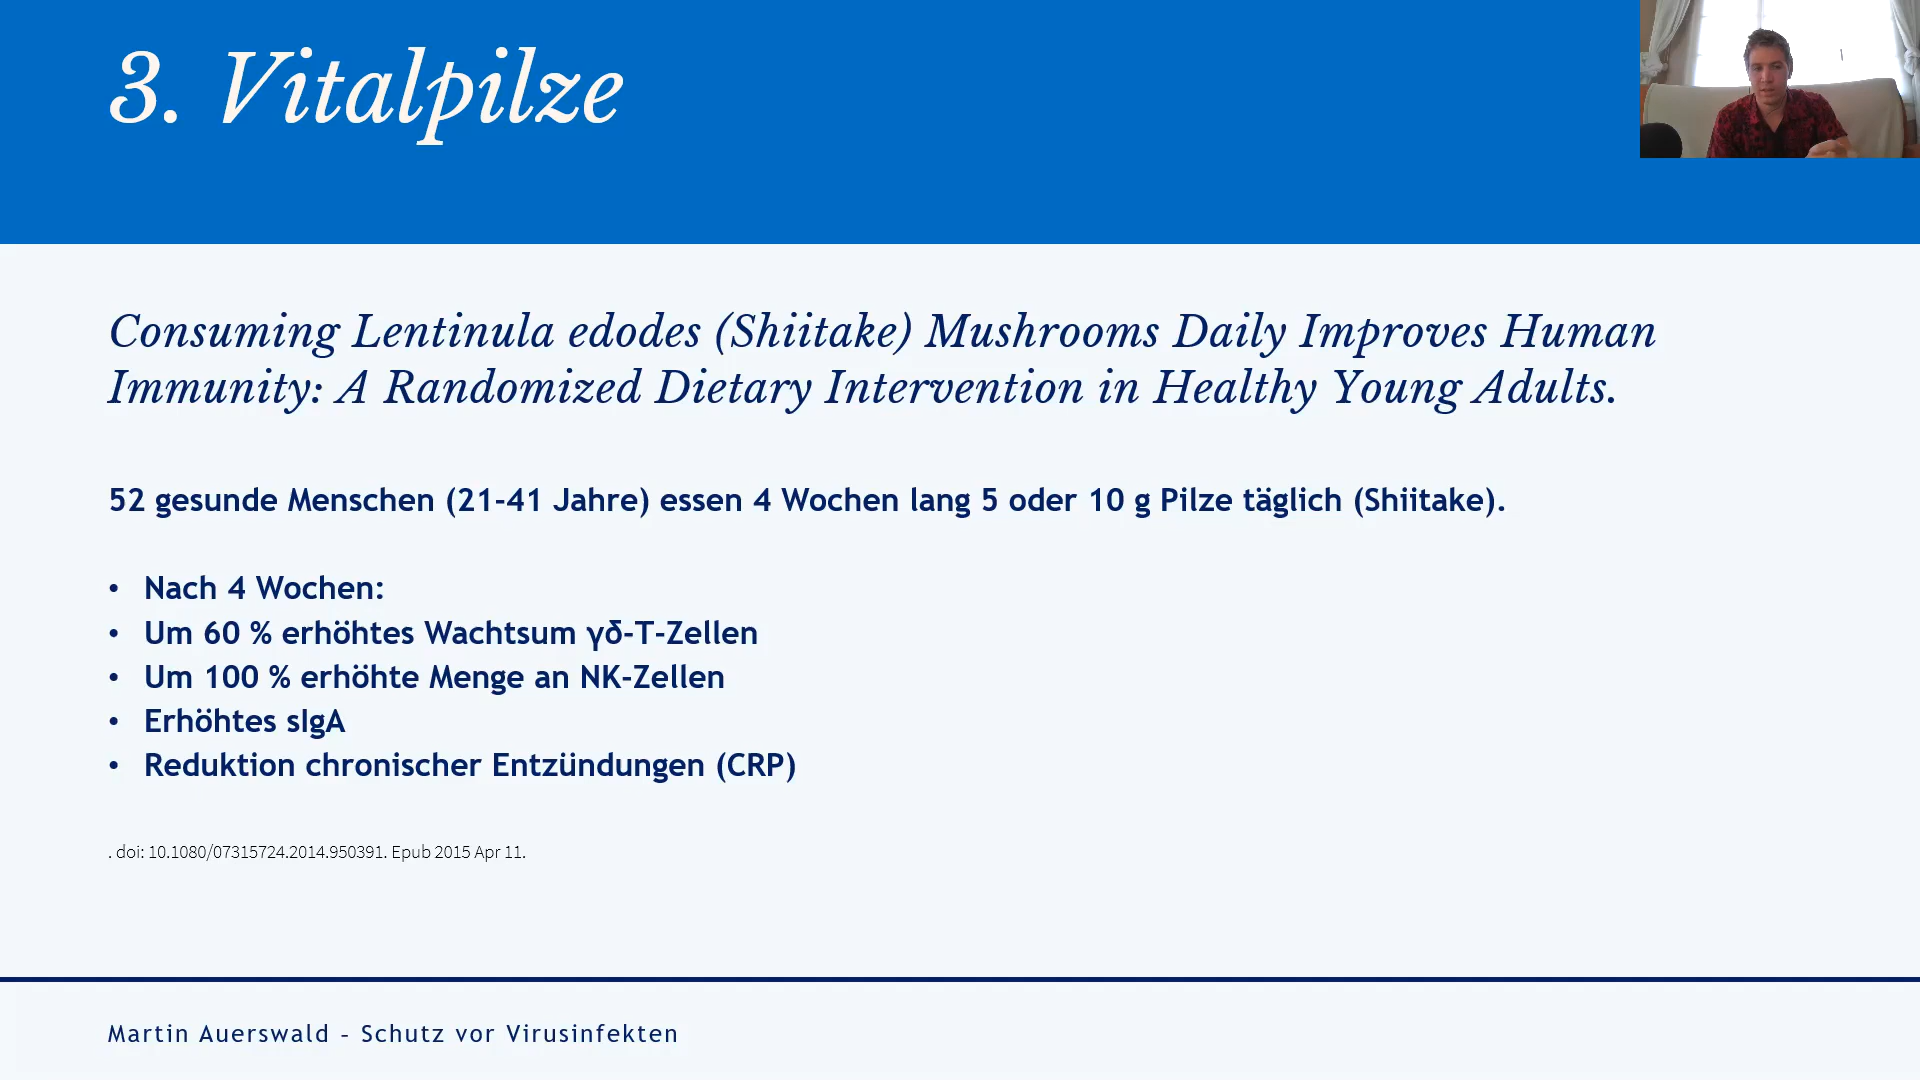 3. Vitalpilze
Consuming Lentinula edodes (Shiitake) Mushrooms Daily Improves Human
Immunity: A Randomized Dietary Intervention in Healthy Young Adults.
52 gesunde Menschen (21-41 Jahre) essen 4 Wochen lang 5 oder 10 g Pilze täglich (Shiitake).
• Nach 4 Wochen:
• Um 60 % erhöhtes Wachtsum γδ-T-Zellen
• Um 100 % erhöhte Menge an NK-Zellen
• Erhöhtes sIgA
• Reduktion chronischer Entzündungen (CRP)
. doi: 10.1080/07315724.2014.950391. Epub 2015 Apr 11.
Martin Auerswald – Schutz vor Virusinfekten